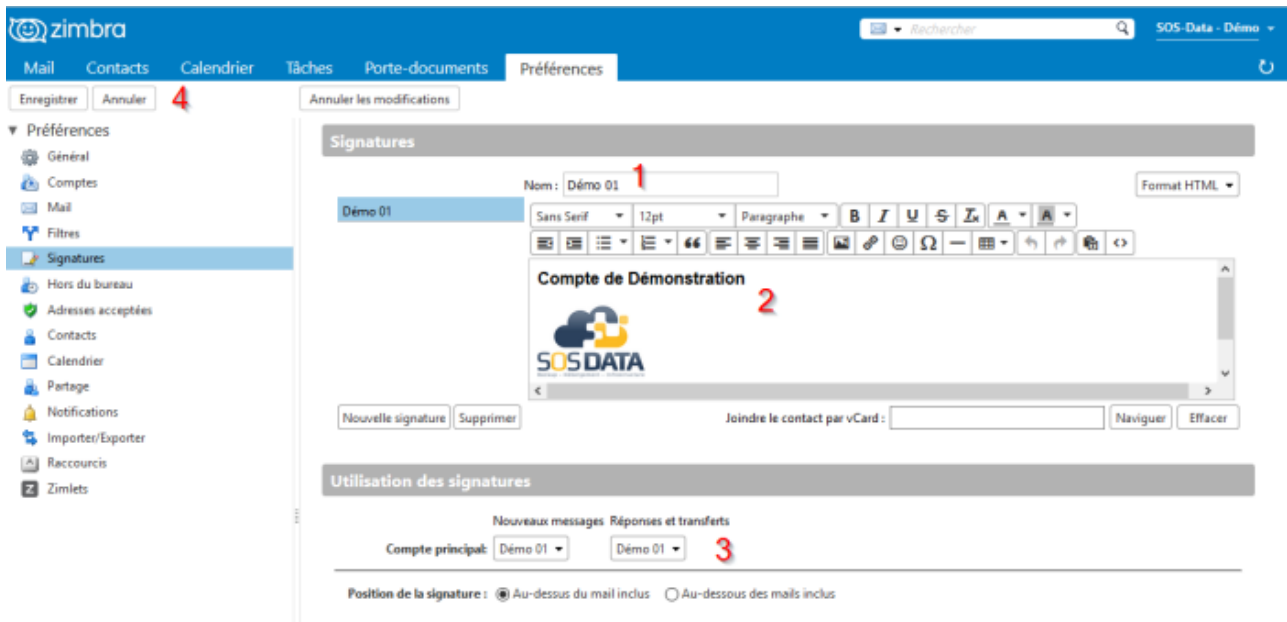 zimbra
Rechercher
SOS-Data - Démo
Mail Contacts Calendrier Tâches Porte-documents Préférences
Enregistrer Annuler 4 Annuler les modifications
Préférences
Général
Comptes
Mail
Filtres
Signatures
Hors du bureau
Adresses acceptées
Contacts
Calendrier
Partage
Notifications
Importer/Exporter
Raccourcis
Zimlets
Signatures
Nom : Démo 01 1 Format HTML
Démo 01
Sans Serif 12pt Paragraphe B I U S Ix A A
Compte de Démonstration
2
SOSDATA
Nouvelle signature Supprimer Joindre le contact par vCard : Naviguer Effacer
Utilisation des signatures
Nouveaux messages Réponses et transferts
Compte principal: Démo 01 Démo 01 3
Position de la signature : Au-dessus du mail inclus Au-dessous des mails inclus